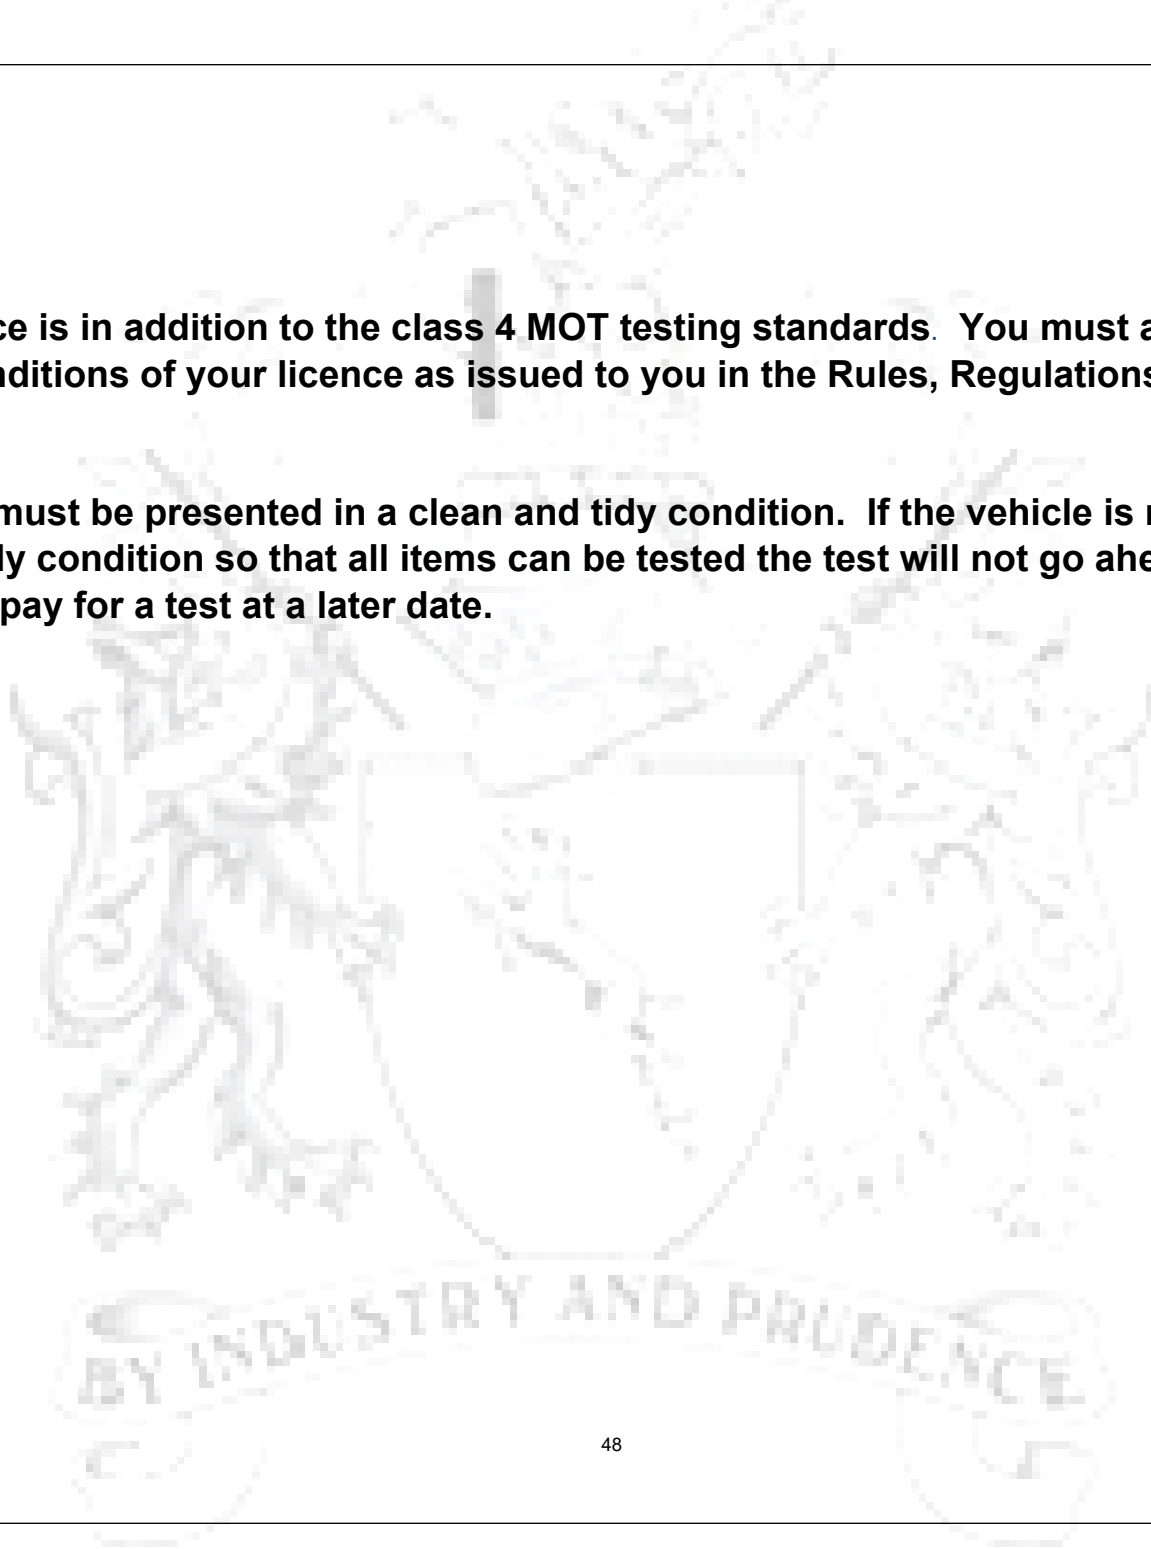 ce is in addition to the class 4 MOT testing standards. You must a
nditions of your licence as issued to you in the Rules, Regulations
must be presented in a clean and tidy condition. If the vehicle is
dy condition so that all items can be tested the test will not go ahe
pay for a test at a later date.
BY INDUSTRY AND PRUDENCE
48